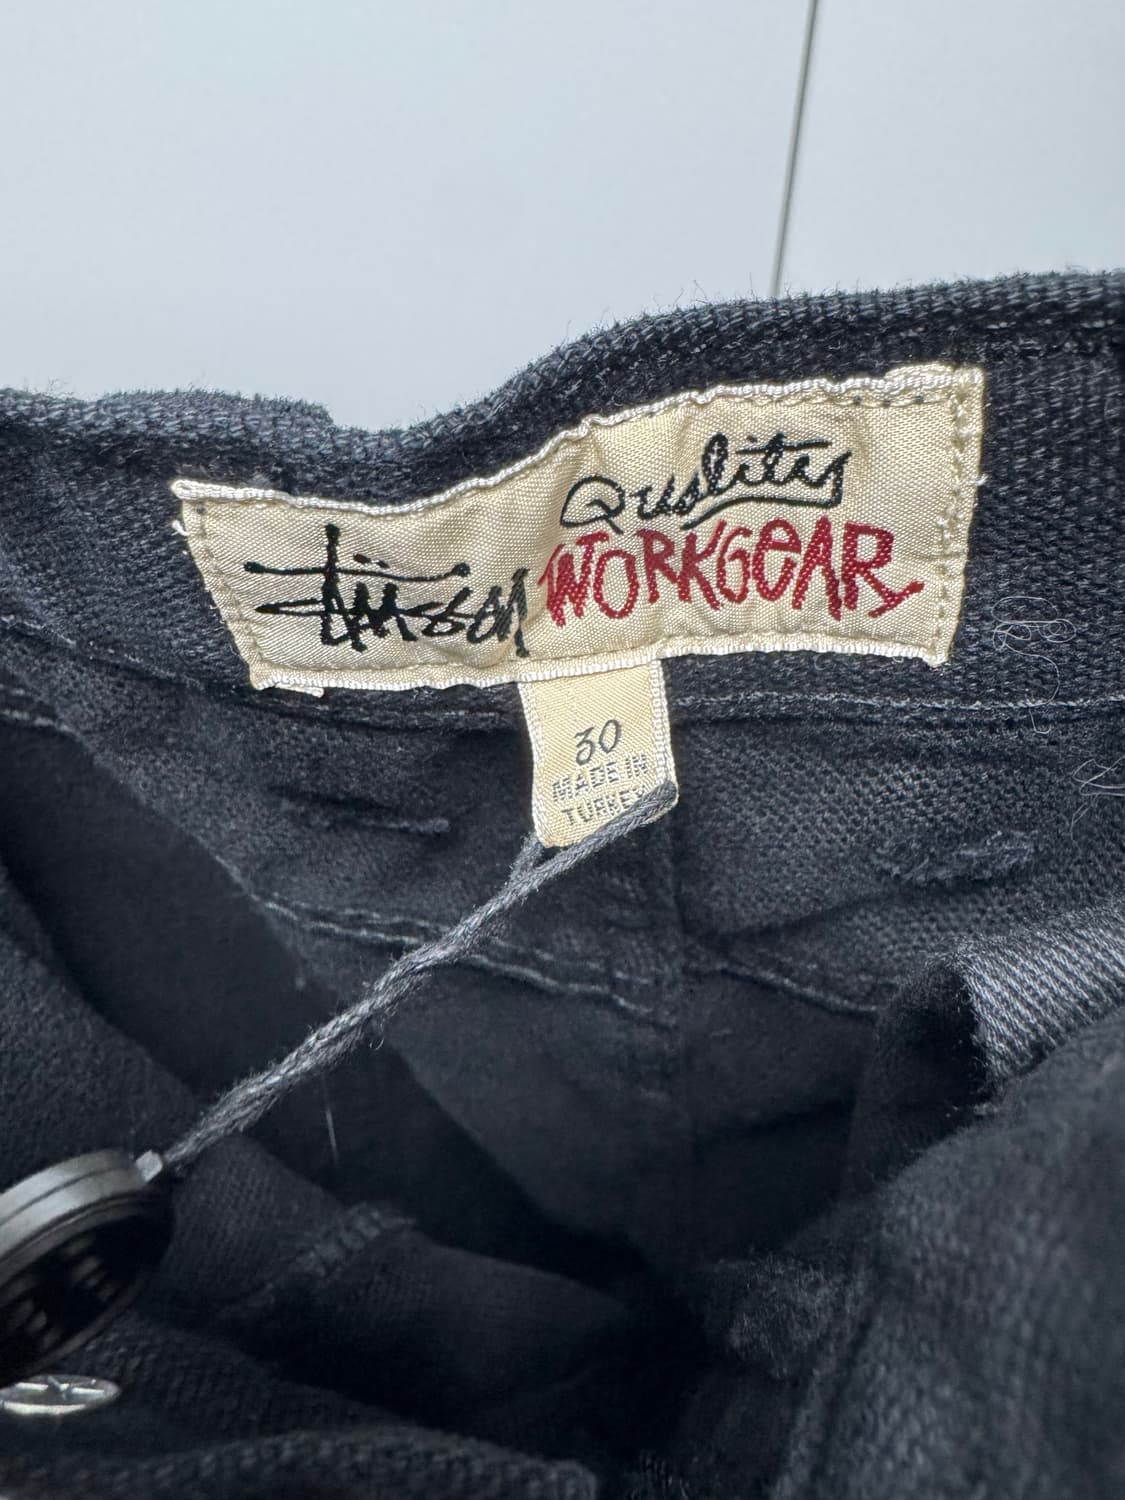 Stüssy
Quality
WORKGEAR
30
MADE IN
TURKEY